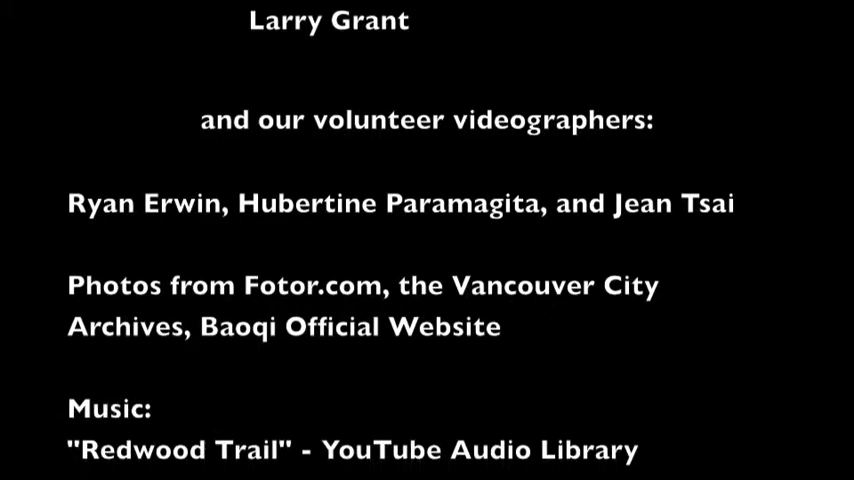 Larry Grant
and our volunteer videographers:
Ryan Erwin, Hubertine Paramagita, and Jean Tsai
Photos from Fotor.com, the Vancouver City
Archives, Baoqi Official Website
Music:
"Redwood Trail" - YouTube Audio Library